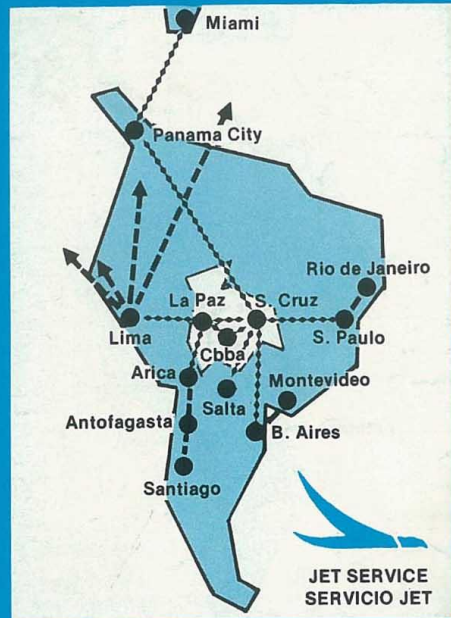 Miami
Panama City
Rio de Janeiro
La Paz
S. Cruz
Lima
S. Paulo
Cbba
Arica
Montevideo
Salta
Antofagasta
B. Aires
Santiago
JET SERVICE
SERVICIO JET